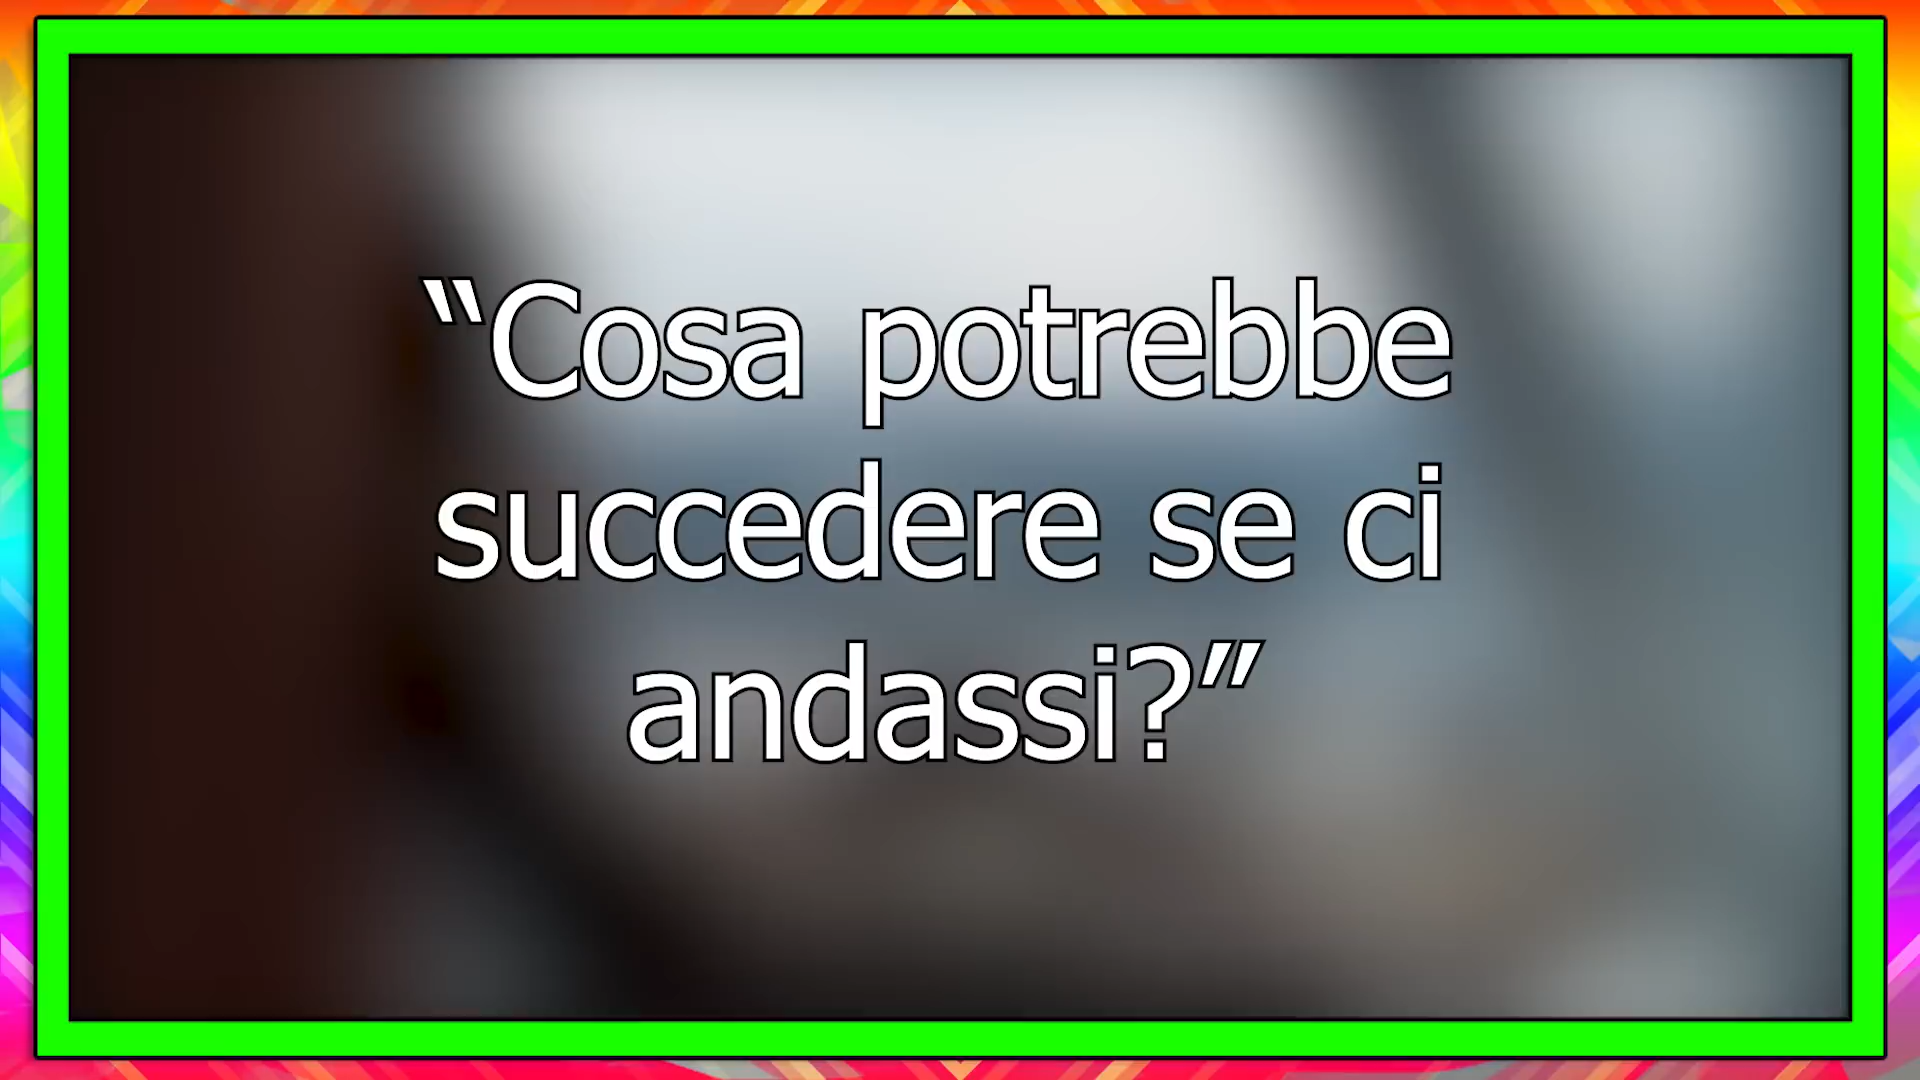 “Cosa potrebbe
succedere se ci
andassi?”